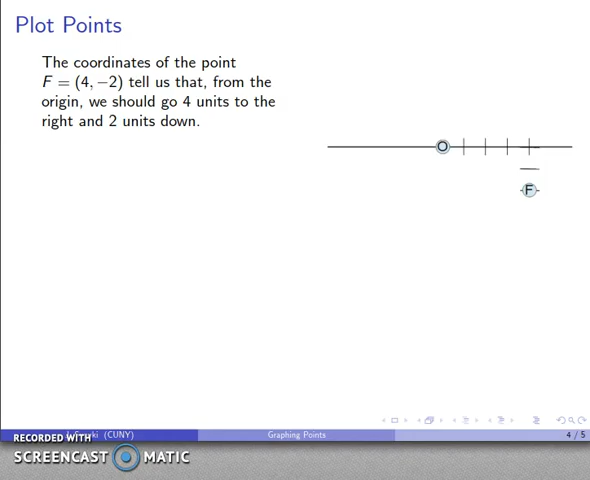 Plot Points
The coordinates of the point
F = (4, −2) tell us that, from the
origin, we should go 4 units to the
right and 2 units down.
O
F
RECORDED WITH (CUNY) Graphing Points 4 / 5
SCREENCAST MATIC